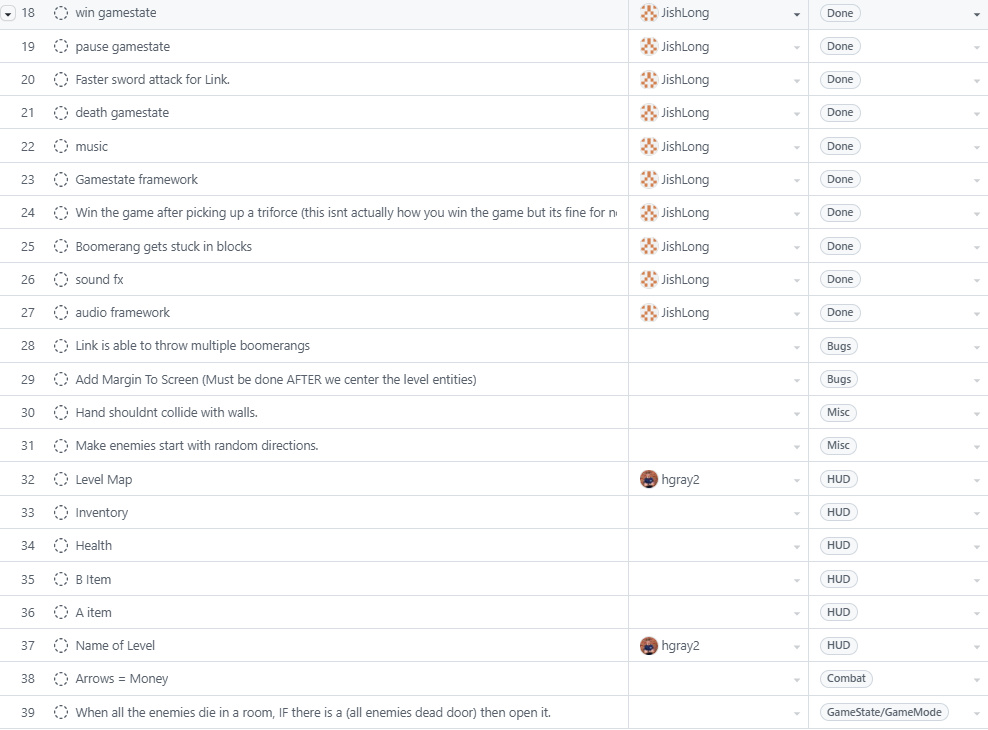 18 win gamestate JishLong Done
19 pause gamestate JishLong Done
20 Faster sword attack for Link. JishLong Done
21 death gamestate JishLong Done
22 music JishLong Done
23 Gamestate framework JishLong Done
24 Win the game after picking up a triforce (this isnt actually how you win the game but its fine for JishLong Done
25 Boomerang gets stuck in blocks JishLong Done
26 sound fx JishLong Done
27 audio framework JishLong Done
28 Link is able to throw multiple boomerangs Bugs
29 Add Margin To Screen (Must be done AFTER we center the level entities) Bugs
30 Hand shouldnt collide with walls. Misc
31 Make enemies start with random directions. Misc
32 Level Map hgray2 HUD
33 Inventory HUD
34 Health HUD
35 B Item HUD
36 A item HUD
37 Name of Level hgray2 HUD
38 Arrows = Money Combat
39 When all the enemies die in a room, IF there is a (all enemies dead door) then open it. GameState/GameMode